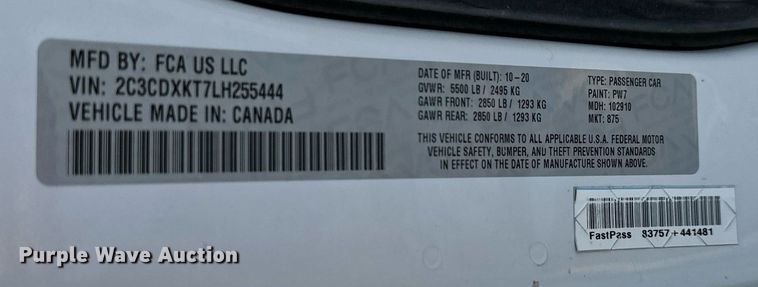 MFD BY: FCA US LLC
VIN: 2C3CDXKT7LH255444
VEHICLE MADE IN: CANADA
DATE OF MFR (BUILT): 10-20
GVWR: 5500 LB / 2495 KG
GAWR FRONT: 2850 LB / 1293 KG
GAWR REAR: 2850 LB / 1293 KG
TYPE: PASSENGER CAR
PAINT: PW7
MDH: 102910
MKT: 875
THIS VEHICLE CONFORMS TO ALL APPLICABLE U.S.A. FEDERAL MOTOR
VEHICLE SAFETY, BUMPER, AND THEFT PREVENTION STANDARDS
IN EFFECT ON THE DATE OF MANUFACTURE SHOWN ABOVE.
FastPass 83757+441481
Purple Wave Auction